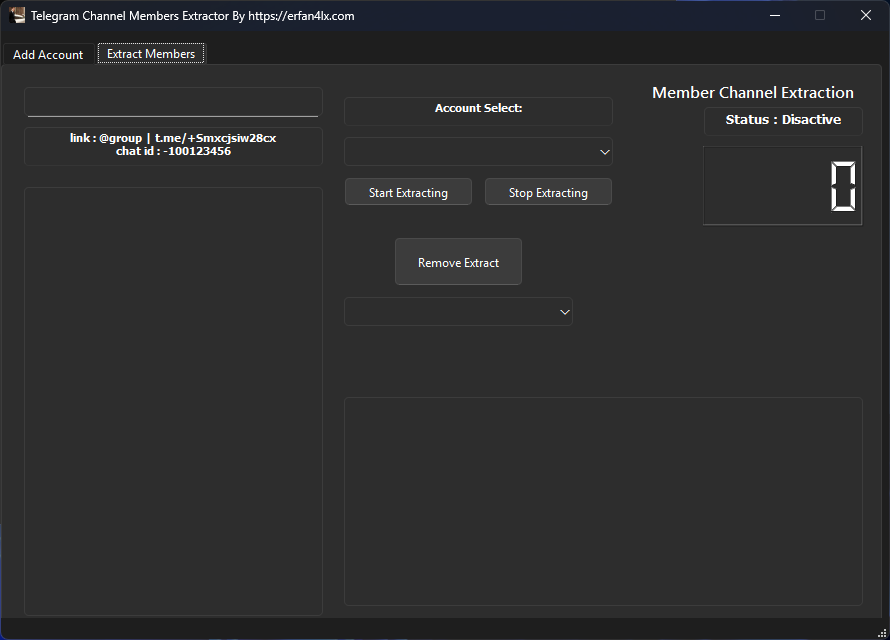 Telegram Channel Members Extractor By https://erfan4lx.com
Add Account
Extract Members
link : @group | t.me/+Smxcjsiw28cx
chat id : -100123456
Account Select:
Start Extracting
Stop Extracting
Remove Extract
Member Channel Extraction
Status : Disactive
0